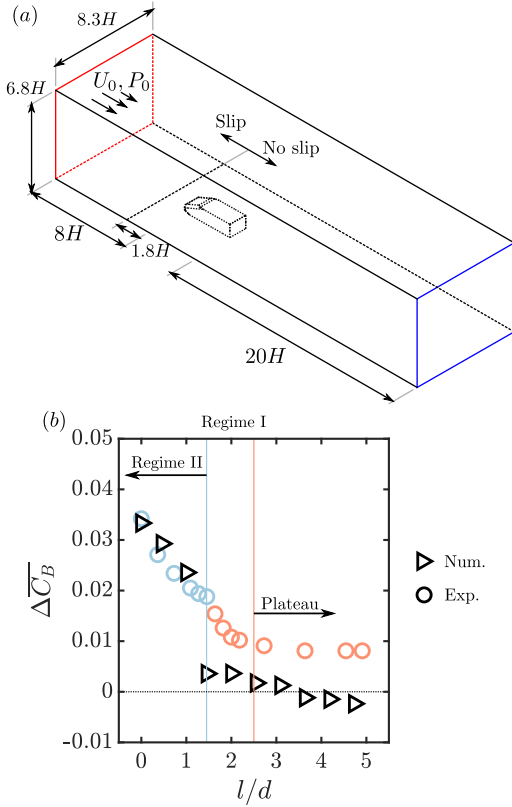 (a)
8.3H
6.8H
U₀, P₀
Slip
No slip
8H
1.8H
20H
(b)
Regime I
0.05
Regime II
0.04
0.03
Num.
0.02
Exp.
Plateau
0.01
0
-0.01
ΔC̅_B̅
0 1 2 3 4 5
l/d